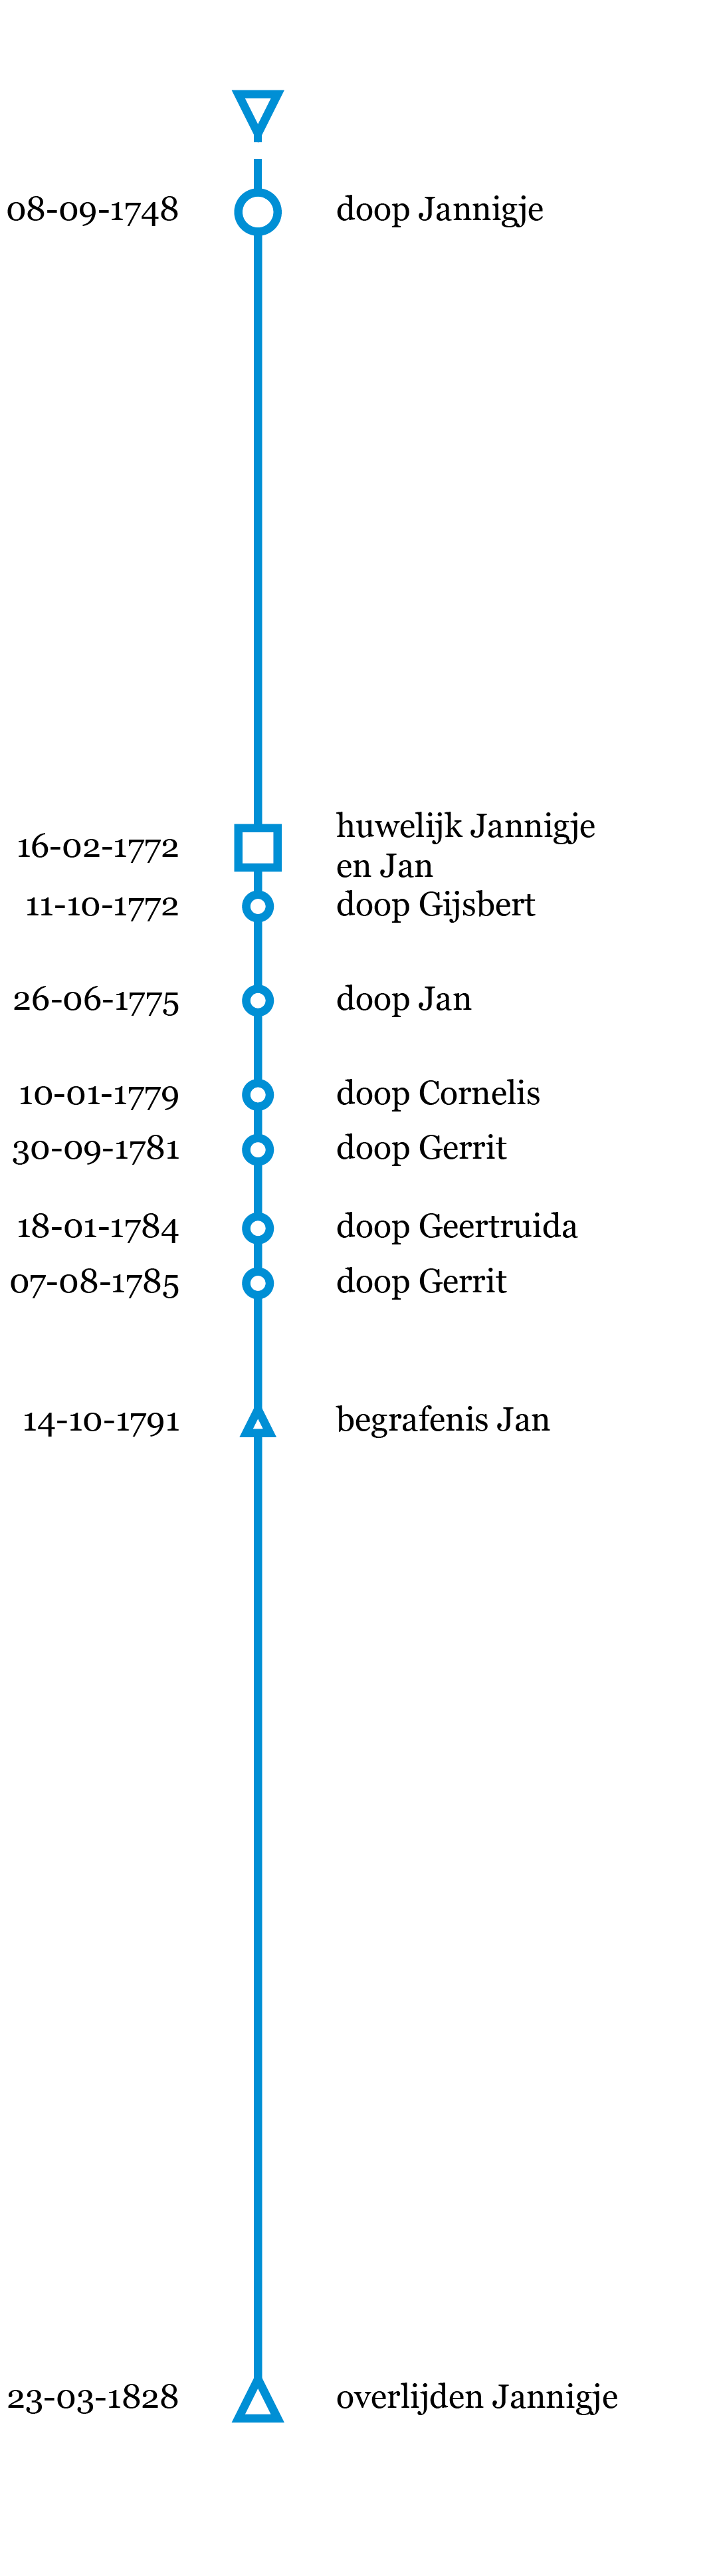 08-09-1748 doop Jannigje
16-02-1772 huwelijk Jannigje
en Jan
11-10-1772 doop Gijsbert
26-06-1775 doop Jan
10-01-1779 doop Cornelis
30-09-1781 doop Gerrit
18-01-1784 doop Geertruida
07-08-1785 doop Gerrit
14-10-1791 begrafenis Jan
23-03-1828 overlijden Jannigje